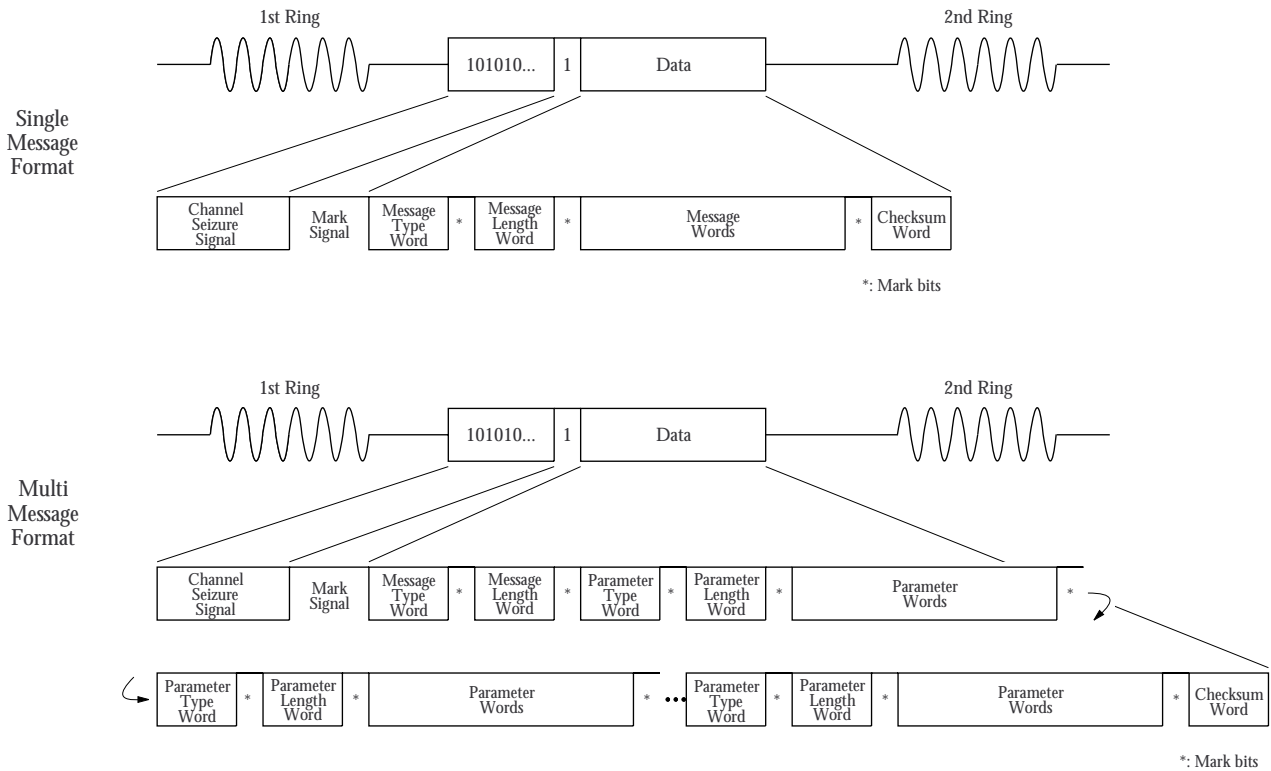 1st Ring
2nd Ring
101010...
1
Data
Single
Message
Format
Channel
Seizure
Signal
Mark
Signal
Message
Type
Word
*
Message
Length
Word
*
Message
Words
*
Checksum
Word
*: Mark bits
1st Ring
2nd Ring
101010...
1
Data
Multi
Message
Format
Channel
Seizure
Signal
Mark
Signal
Message
Type
Word
*
Message
Length
Word
*
Parameter
Type
Word
*
Parameter
Length
Word
*
Parameter
Words
*
Parameter
Type
Word
*
Parameter
Length
Word
*
Parameter
Words
*
...
Parameter
Type
Word
*
Parameter
Length
Word
*
Parameter
Words
*
Checksum
Word
*: Mark bits